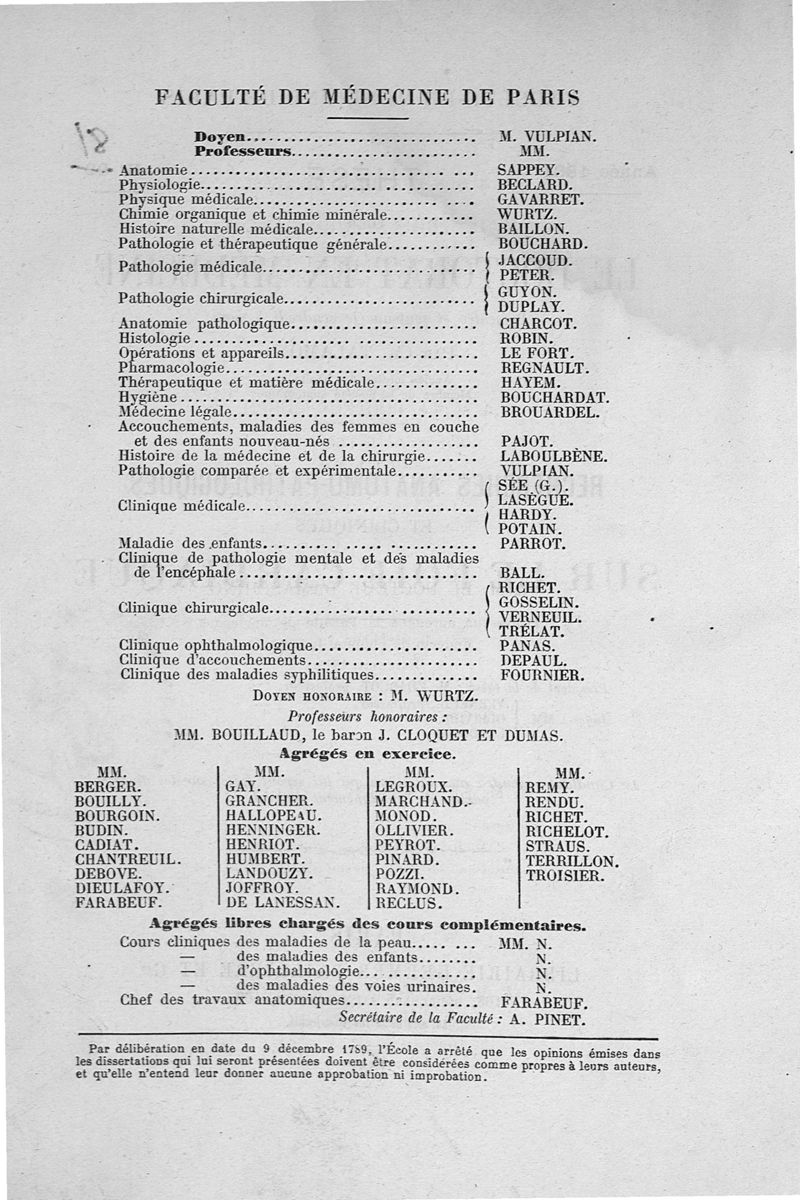 FACULTÉ DE MÉDECINE DE PARIS
Doyen.............................. M. VULPIAN.
Professeurs........................ MM.
Anatomie........................... SAPPEY.
Physiologie........................ BECLARD.
Physique médicale.................. GAVARRET.
Chimie organique et chimie minérale............ WURTZ.
Histoire naturelle médicale........ BAILLON.
Pathologie et thérapeutique générale............ BOUCHARD.
Pathologie médicale................ { JACCOUD.
PETER.
Pathologie chirurgicale............ { GUYON.
DUPLAY.
Anatomie pathologique.............. CHARCOT.
Histologie......................... ROBIN.
Opérations et appareils............ LE FORT.
Pharmacologie...................... REGNAULT.
Thérapeutique et matière médicale.............. HAYEM.
Hygiène............................ BOUCHARDAT.
Médecine légale.................... BROUARDEL.
Accouchements, maladies des femmes en couche
et des enfants nouveau-nés ................... PAJOT.
Histoire de la médecine et de la chirurgie....... LABOULBÈNE.
Pathologie comparée et expérimentale........... VULPIAN.
Clinique médicale.................. { SÉE (G.).
LASÈGUE.
HARDY.
POTAIN.
Maladie des enfants................ PARROT.
Clinique de pathologie mentale et des maladies
de l'encéphale..................... BALL.
Clinique chirurgicale.............. { RICHET.
GOSSELIN.
VERNEUIL.
TRÉLAT.
Clinique ophthalmologique.......... PANAS.
Clinique d'accouchements........... DEPAUL.
Clinique des maladies syphilitiques.............. FOURNIER.
DOYEN HONORAIRE : M. WURTZ.
Professeurs honoraires :
MM. BOUILLAUD, le baron J. CLOQUET ET DUMAS.
Agrégés en exercice.
MM. MM. MM. MM.
BERGER. GAY. LEGROUX. REMY.
BOUILLY. GRANCHER. MARCHAND. RENDU.
BOURGOIN. HALLOPEAU. MONOD. RICHET.
BUDIN. HENNINGER. OLLIVIER. RICHELOT.
CADIAT. HENRIOT. PEYROT. STRAUS.
CHANTREUIL. HUMBERT. PINARD. TERRILLON.
DEBOVE. LANDOUZY. POZZI. TROISIER.
DIEULAFOY. JOFFROY. RAYMOND.
FARABEUF. DE LANESSAN. RECLUS.
Agrégés libres chargés des cours complémentaires.
Cours cliniques des maladies de la peau..... ... MM. N.
— des maladies des enfants........ N.
— d'ophthalmologie................ N.
— des maladies des voies urinaires. N.
Chef des travaux anatomiques.................. FARABEUF.
Secrétaire de la Faculté : A. PINET.
Par délibération en date du 9 décembre 1789, l'École a arrêté que les opinions émises dans
les dissertations qui lui seront présentées doivent être considérées comme propres à leurs auteurs,
et qu'elle n'entend leur donner aucune approbation ni improbation.